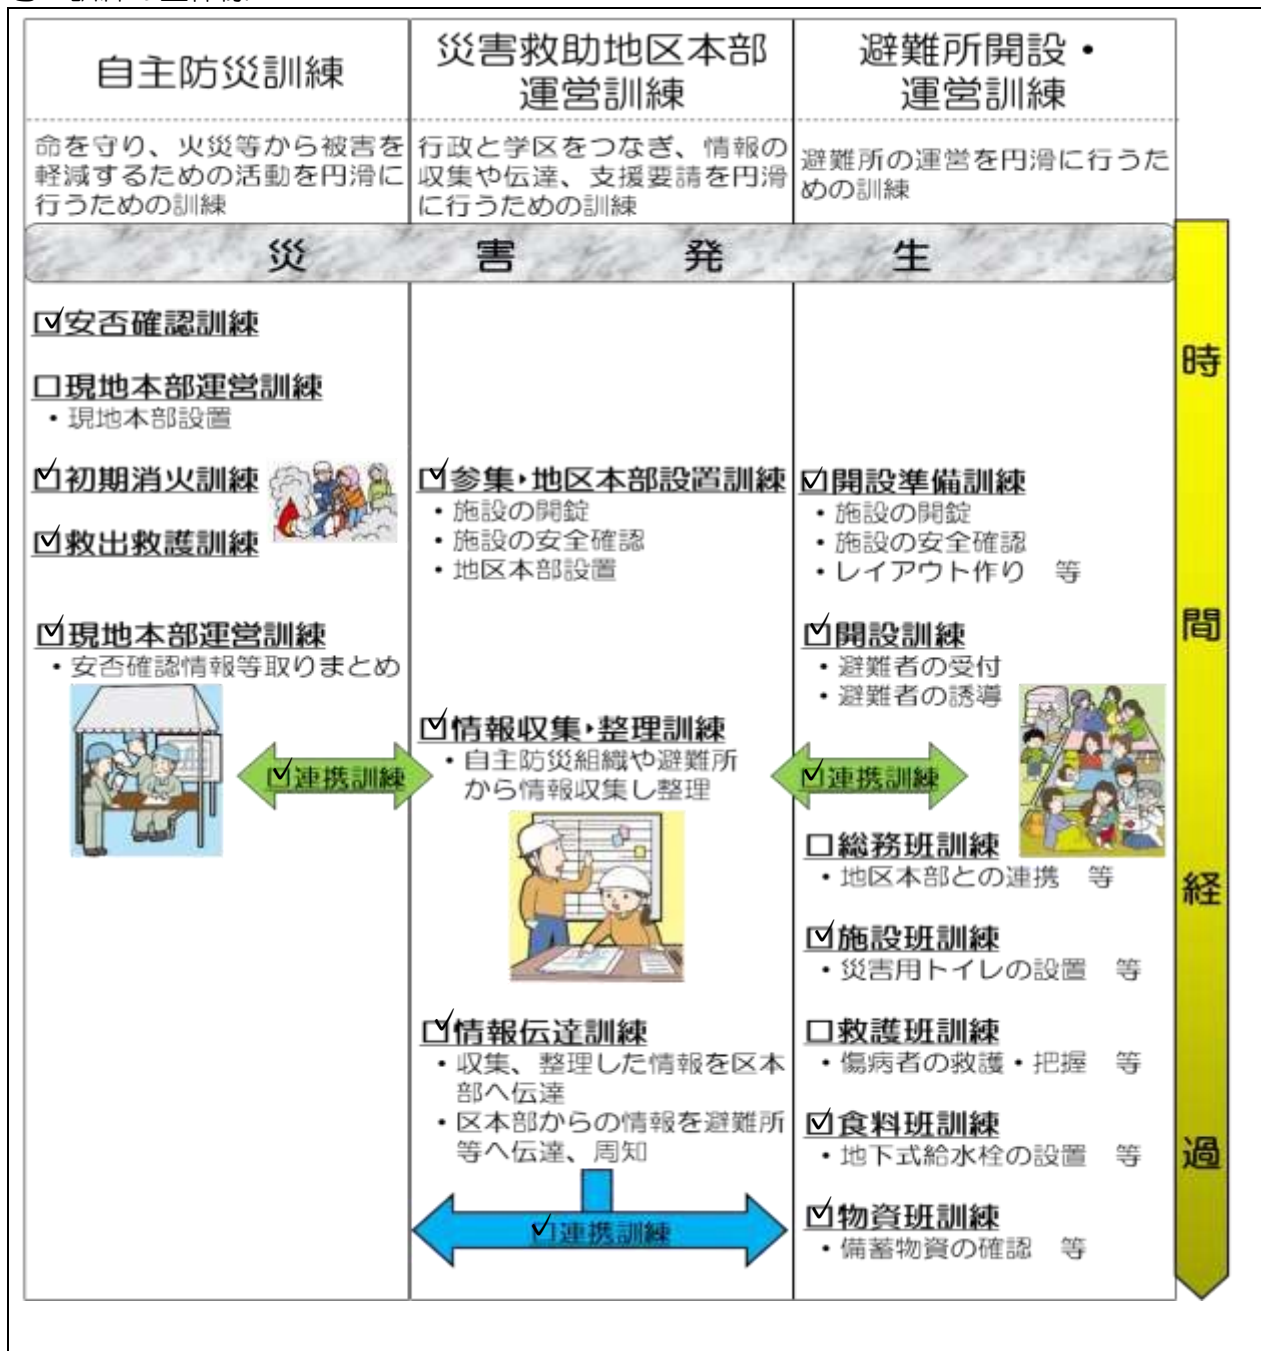 自主防災訓練
命を守り、火災等から被害を
軽減するための活動を円滑に
行うための訓練
災害救助地区本部
運営訓練
行政と学区をつなぎ、情報の
収集や伝達、支援要請を円滑
に行うための訓練
避難所開設・
運営訓練
避難所の運営を円滑に行うた
めの訓練
災害発生
☑安否確認訓練
□現地本部運営訓練
・現地本部設置
☑初期消火訓練
☑救出救護訓練
☑現地本部運営訓練
・安否確認情報等取りまとめ
☑連携訓練
☑参集・地区本部設置訓練
・施設の開錠
・施設の安全確認
・地区本部設置
☑情報収集・整理訓練
・自主防災組織や避難所
から情報収集し整理
☑情報伝達訓練
・収集、整理した情報を区本
部へ伝達
・区本部からの情報を避難所
等へ伝達、周知
☑連携訓練
☑開設準備訓練
・施設の開錠
・施設の安全確認
・レイアウト作り 等
☑開設訓練
・避難者の受付
・避難者の誘導
☑連携訓練
□総務班訓練
・地区本部との連携 等
☑施設班訓練
・災害用トイレの設置 等
□救護班訓練
・傷病者の救護・把握 等
☑食料班訓練
・地下式給水栓の設置 等
☑物資班訓練
・備蓄物資の確認 等
時間経過